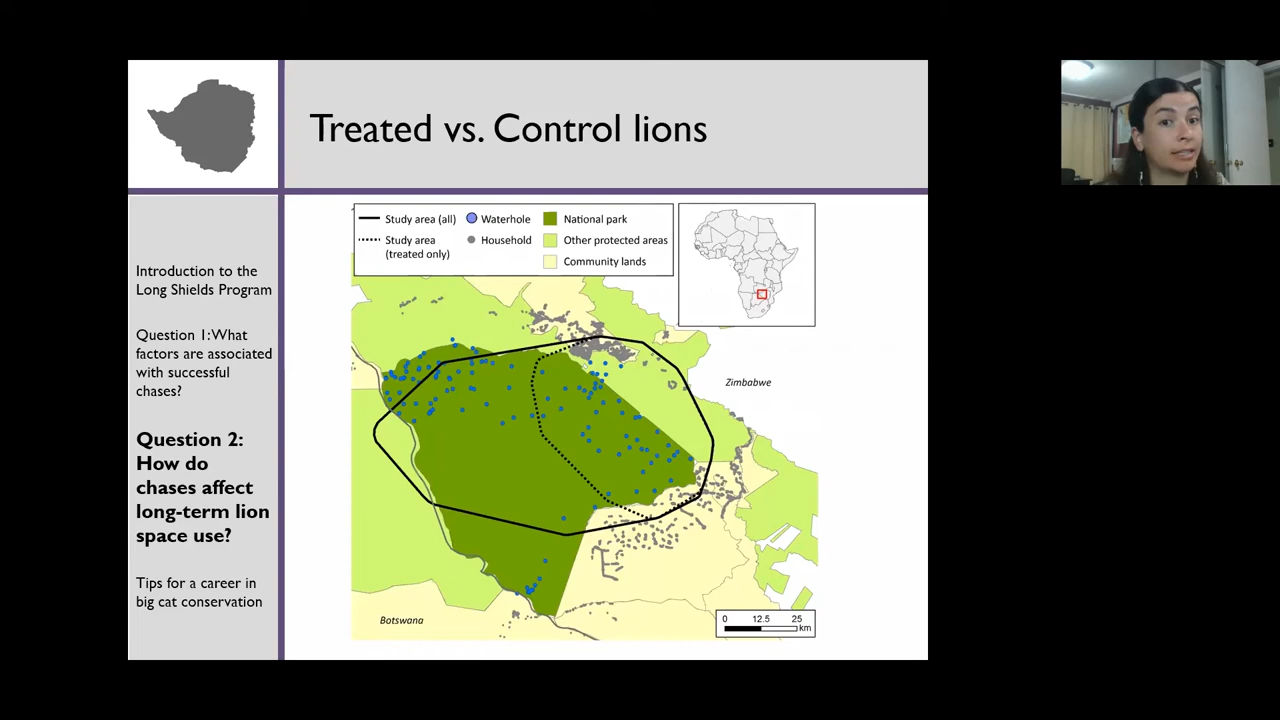 Treated vs. Control lions
Introduction to the
Long Shields Program
Question 1:What
factors are associated
with successful
chases?
Question 2:
How do
chases affect
long-term lion
space use?
Tips for a career in
big cat conservation
Study area (all)
Study area
(treated only)
Waterhole
Household
National park
Other protected areas
Community lands
Zimbabwe
Botswana
0 12.5 25
km